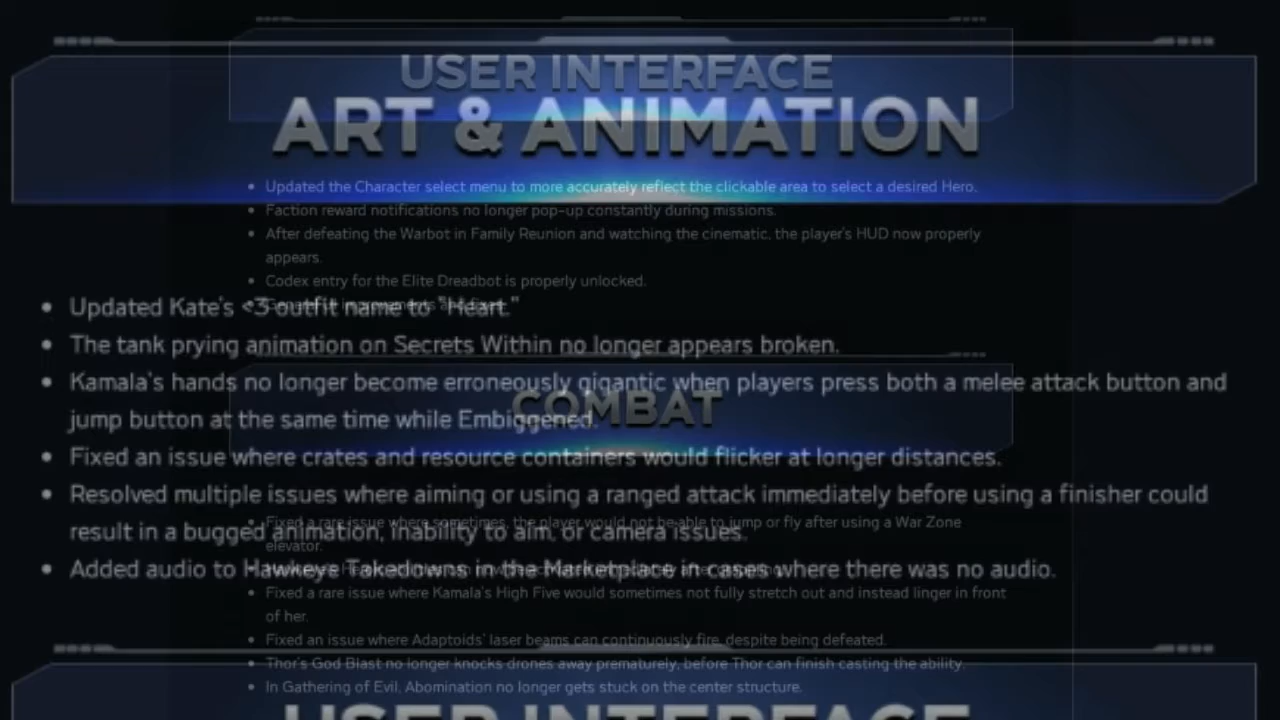 USER INTERFACE
ART & ANIMATION
• Updated the Character select menu to more accurately reflect the clickable area to select a desired Hero.
• Faction reward notifications no longer pop-up constantly during missions.
• After defeating the Warbot in Family Reunion and watching the cinematic, the player's HUD now properly
appears.
• Codex entry for the Elite Dreadbot is properly unlocked.
• Updated Kate's <3 outfit name to "Heart."
• The tank prying animation on Secrets Within no longer appears broken.
• Kamala's hands no longer become erroneously gigantic when players press both a melee attack button and
COMBAT
jump button at the same time while Embiggened.
• Fixed an issue where crates and resource containers would flicker at longer distances.
• Resolved multiple issues where aiming or using a ranged attack immediately before using a finisher could
• Fixed a rare issue where sometimes, the player would not be able to jump or fly after using a War Zone
result in a bugged animation, inability to aim, or camera issues.
elevator.
• Added audio to Hawkeye Takedowns in the Marketplace in cases where there was no audio.
• Fixed a rare issue where Kamala's High Five would sometimes not fully stretch out and instead linger in front
of her.
• Fixed an issue where Adaptoids' laser beams can continuously fire, despite being defeated.
• Thor's God Blast no longer knocks drones away prematurely, before Thor can finish casting the ability.
• In Gathering of Evil, Abomination no longer gets stuck on the center structure.
USER INTERFACE